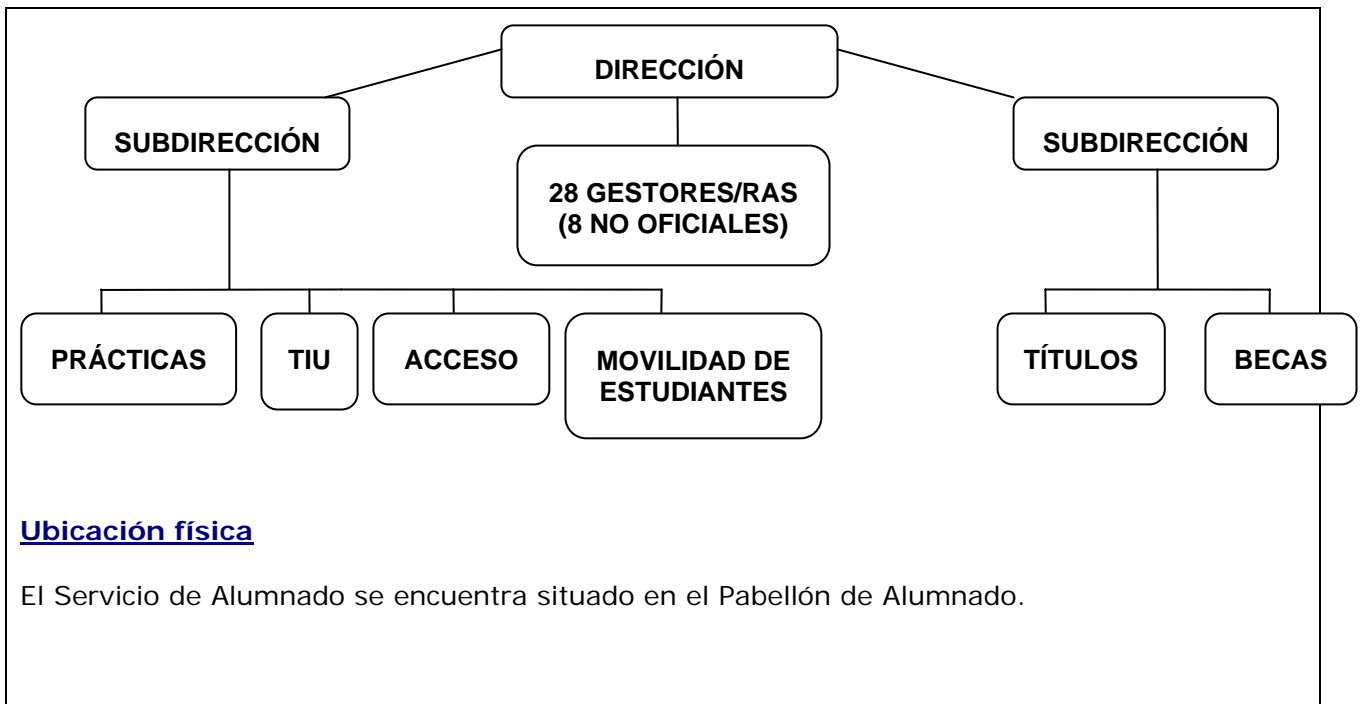 DIRECCIÓN
SUBDIRECCIÓN
SUBDIRECCIÓN
28 GESTORES/RAS
(8 NO OFICIALES)
PRÁCTICAS
TIU
ACCESO
MOVILIDAD DE
ESTUDIANTES
TÍTULOS
BECAS
Ubicación física
El Servicio de Alumnado se encuentra situado en el Pabellón de Alumnado.